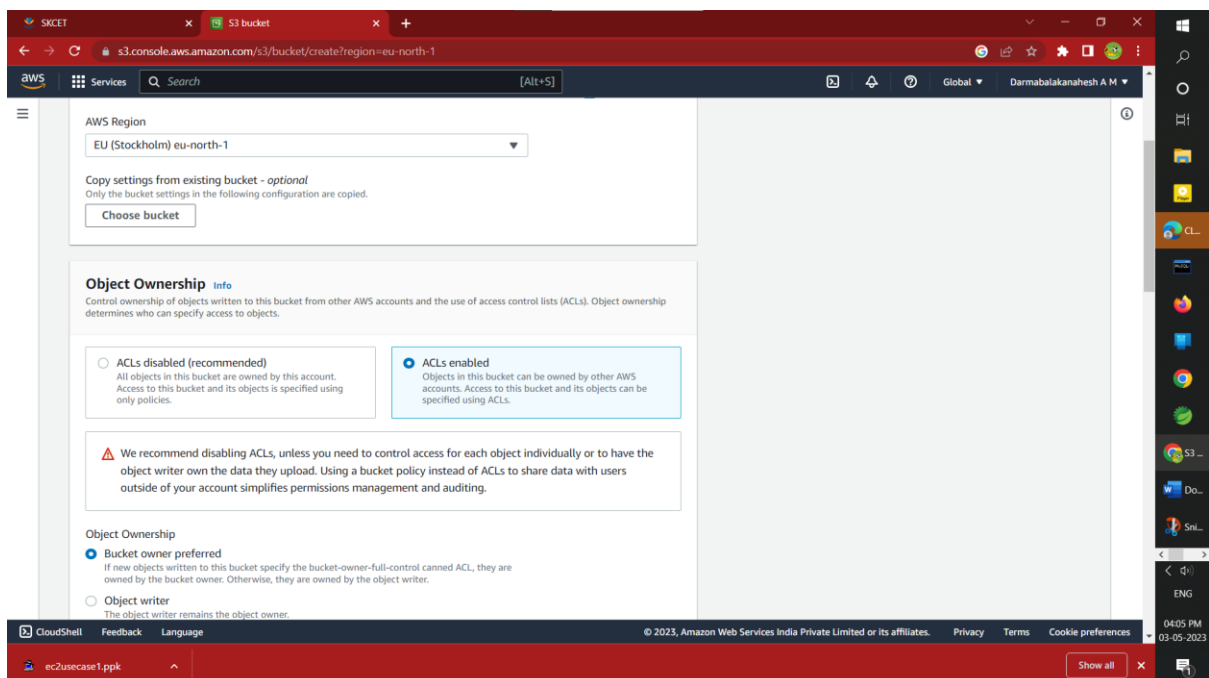 SKCET
S3 bucket
s3.console.aws.amazon.com/s3/bucket/create?region=eu-north-1
aws
Services
Search
[Alt+S]
Global
Darmabalakanahesh A M
AWS Region
EU (Stockholm) eu-north-1
Copy settings from existing bucket - optional
Only the bucket settings in the following configuration are copied.
Choose bucket
Object Ownership Info
Control ownership of objects written to this bucket from other AWS accounts and the use of access control lists (ACLs). Object ownership
determines who can specify access to objects.
ACLs disabled (recommended)
All objects in this bucket are owned by this account.
Access to this bucket and its objects is specified using
only policies.
ACLs enabled
Objects in this bucket can be owned by other AWS
accounts. Access to this bucket and its objects can be
specified using ACLs.
We recommend disabling ACLs, unless you need to control access for each object individually or to have the
object writer own the data they upload. Using a bucket policy instead of ACLs to share data with users
outside of your account simplifies permissions management and auditing.
Object Ownership
Bucket owner preferred
If new objects written to this bucket specify the bucket-owner-full-control canned ACL, they are
owned by the bucket owner. Otherwise, they are owned by the object writer.
Object writer
The object writer remains the object owner.
CloudShell Feedback Language
© 2023, Amazon Web Services India Private Limited or its affiliates. Privacy Terms Cookie preferences
ec2usecase1.ppk
Show all
CL...
S3 -
Do...
Sni...
ENG
04:05 PM
03-05-2023